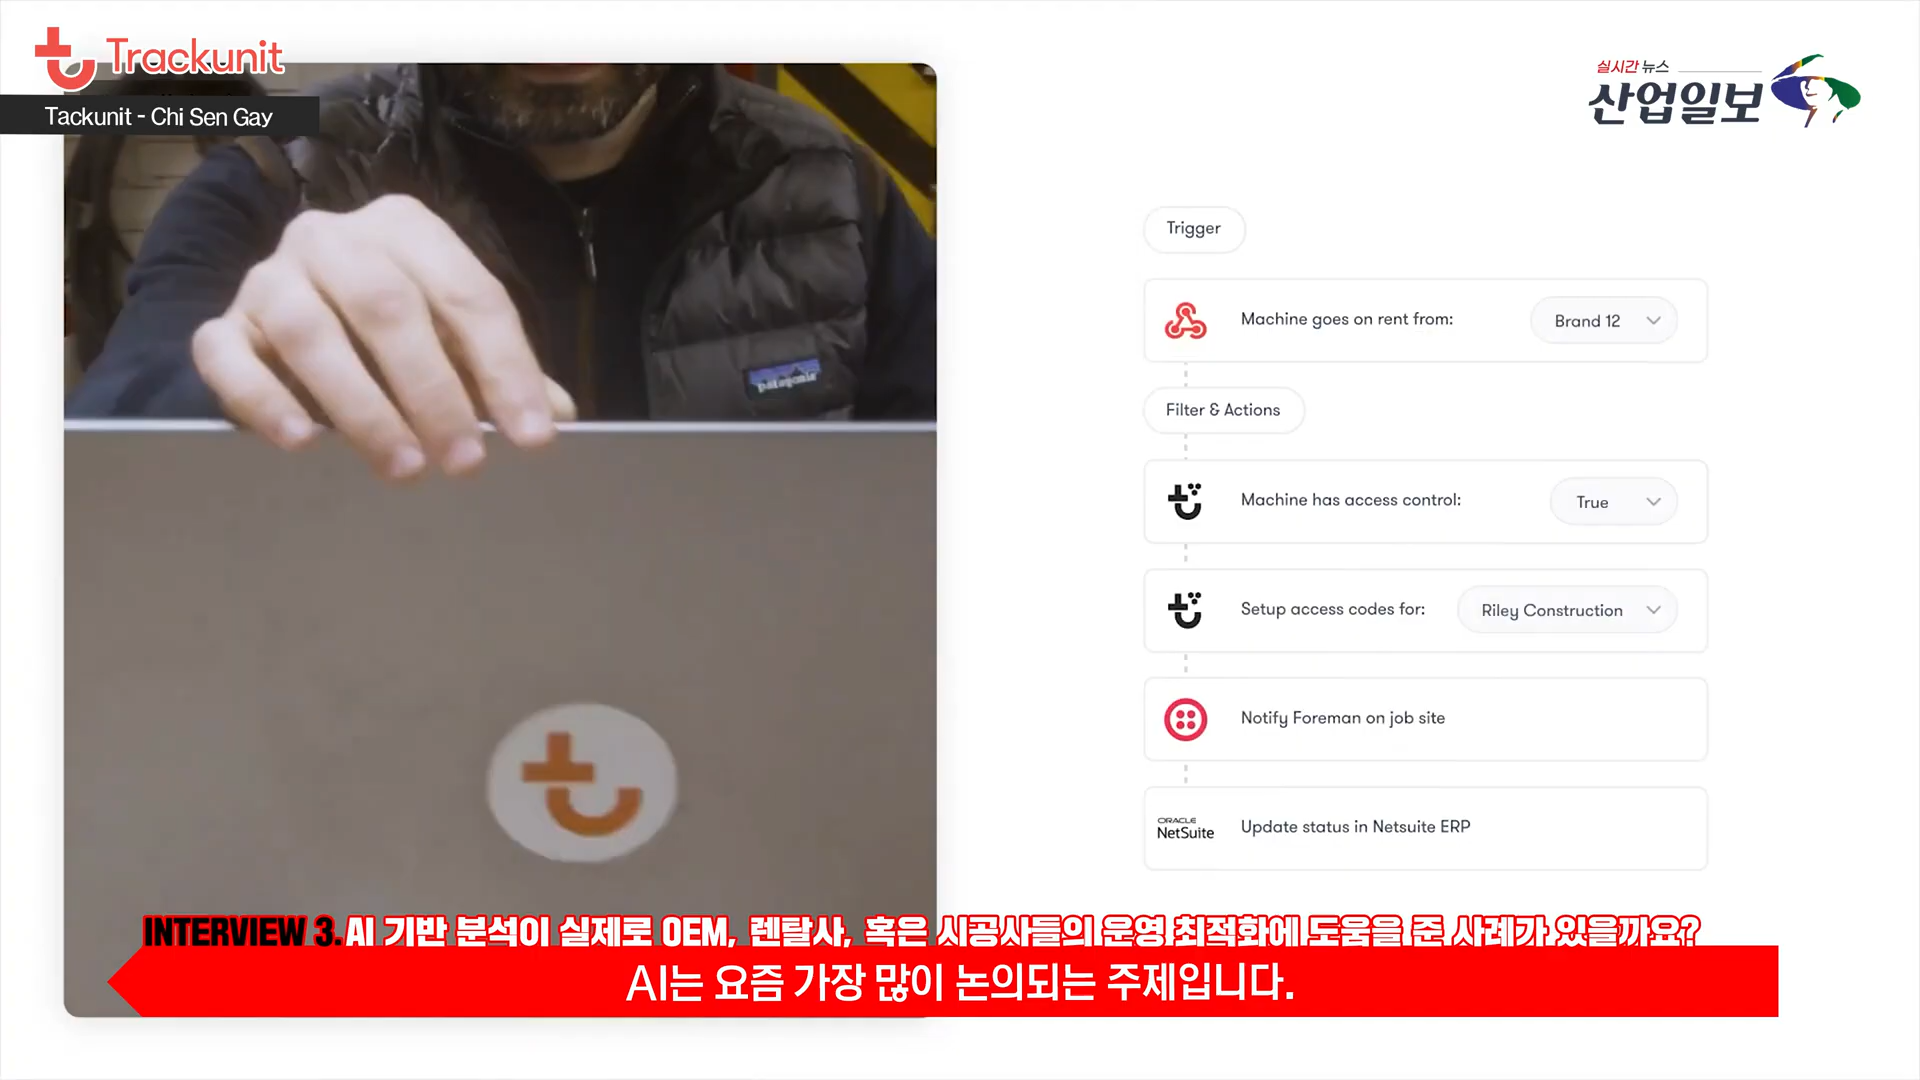 Trackunit
Tackunit - Chi Sen Gay
실시간 뉴스
산업일보
patagonia
Trigger
Machine goes on rent from:
Brand 12
Filter & Actions
Machine has access control:
True
Setup access codes for:
Riley Construction
Notify Foreman on job site
ORACLE
NetSuite
Update status in Netsuite ERP
INTERVIEW 3. AI 기반 분석이 실제로 OEM, 렌탈사, 혹은 시공사들의 운영 최적화에 도움을 준 사례가 있을까요?
AI는 요즘 가장 많이 논의되는 주제입니다.